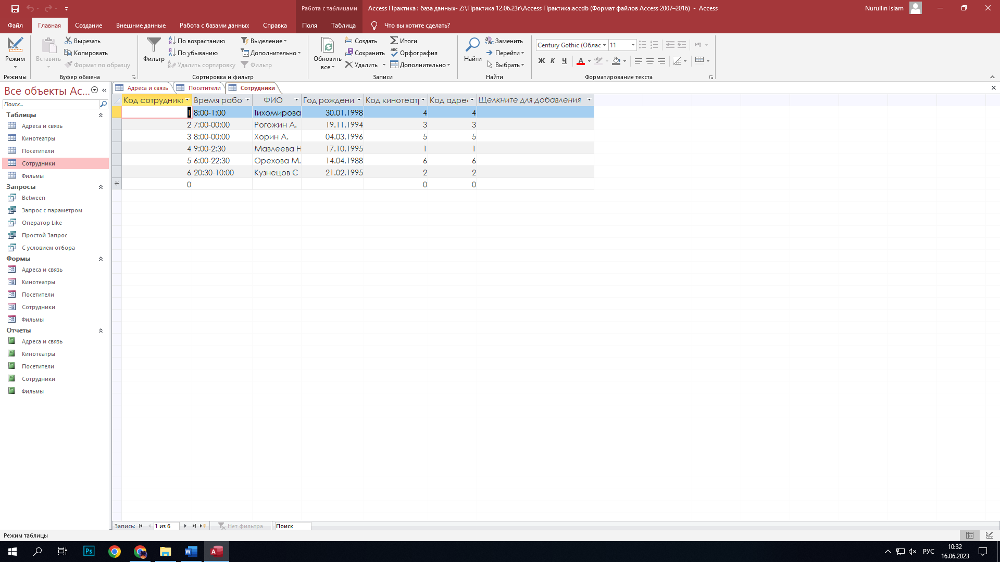 Работа с таблицами
Access Практика : база данных- Z:\Практика 12.06.23г\Access Практика.accdb (Формат файлов Access 2007–2016) - Access
Nurullin Islam
Файл Главная Создание Внешние данные Работа с базами данных Справка Поля Таблица Что вы хотите сделать?
Режим
Вставить
Вырезать
Копировать
Формат по образцу
Фильтр
По возрастанию
По убыванию
Удалить сортировку
Выделение
Дополнительно
Фильтр
Обновить все
Создать
Сохранить
Удалить
Итоги
Орфография
Дополнительно
Найти
Заменить
Перейти
Выбрать
Century Gothic (Облас 11
Ж К Ч
Режимы Буфер обмена Сортировка и фильтр Записи Найти Форматирование текста
Все объекты Ac...
Поиск...
Таблицы
Адреса и связь
Кинотеатры
Посетители
Сотрудники
Фильмы
Запросы
Between
Запрос с параметром
Оператор Like
Простой Запрос
С условием отбора
Формы
Адреса и связь
Кинотеатры
Посетители
Сотрудники
Фильмы
Отчеты
Адреса и связь
Кинотеатры
Посетители
Сотрудники
Фильмы
Адреса и связь Посетители Сотрудники
Код сотрудник Время рабо ФИО Год рождени Код кинотеат Код адре Щелкните для добавления
1 8:00-1:00 Тихомирова 30.01.1998 4 4
2 7:00-00:00 Рогожин А. 19.11.1994 3 3
3 8:00-00:00 Хорин А. 04.03.1996 5 5
4 9:00-2:30 Мавлеева Н 17.10.1995 1 1
5 6:00-22:30 Орехова М. 14.04.1988 6 6
6 20:30-10:00 Кузнецов С 21.02.1995 2 2
0 0 0
Запись: 1 из 6 Нет фильтра Поиск
Режим таблицы
РУС
10:32
16.06.2023